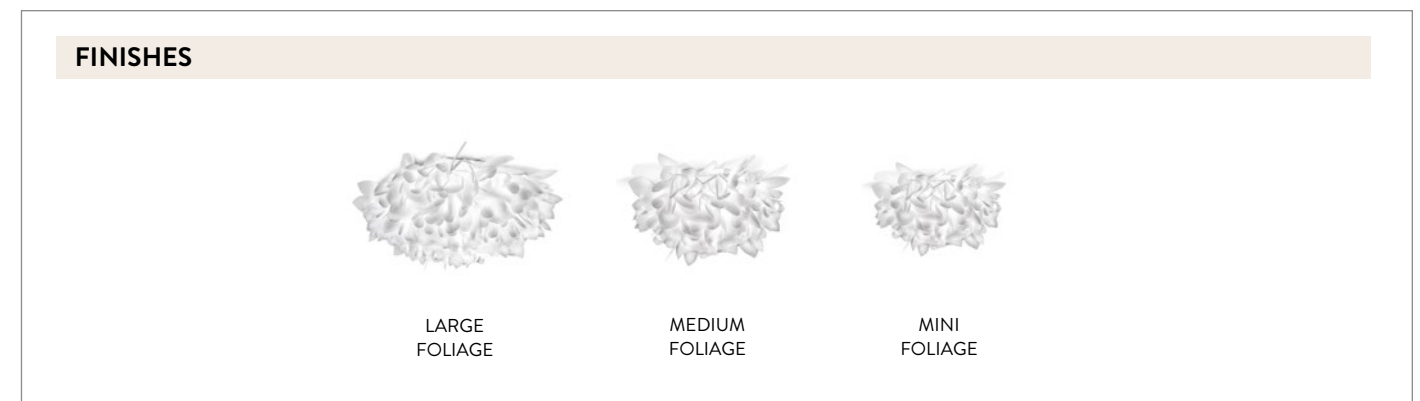 FINISHES
LARGE
FOLIAGE
MEDIUM
FOLIAGE
MINI
FOLIAGE